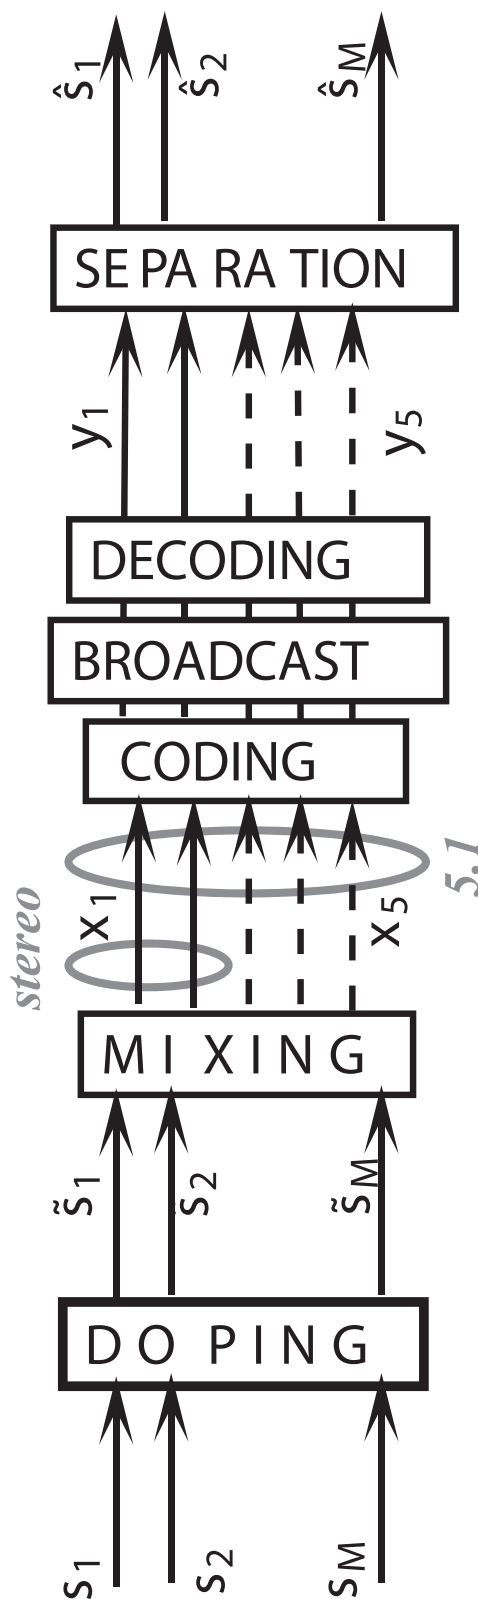 ŝ1 ŝ2 ŝM
SEPARATION
y1 y5
DECODING
BROADCAST
CODING
stereo x1 x5 5.1
MIXING
s̃1 s̃2 s̃M
DOPING
s1 s2 sM